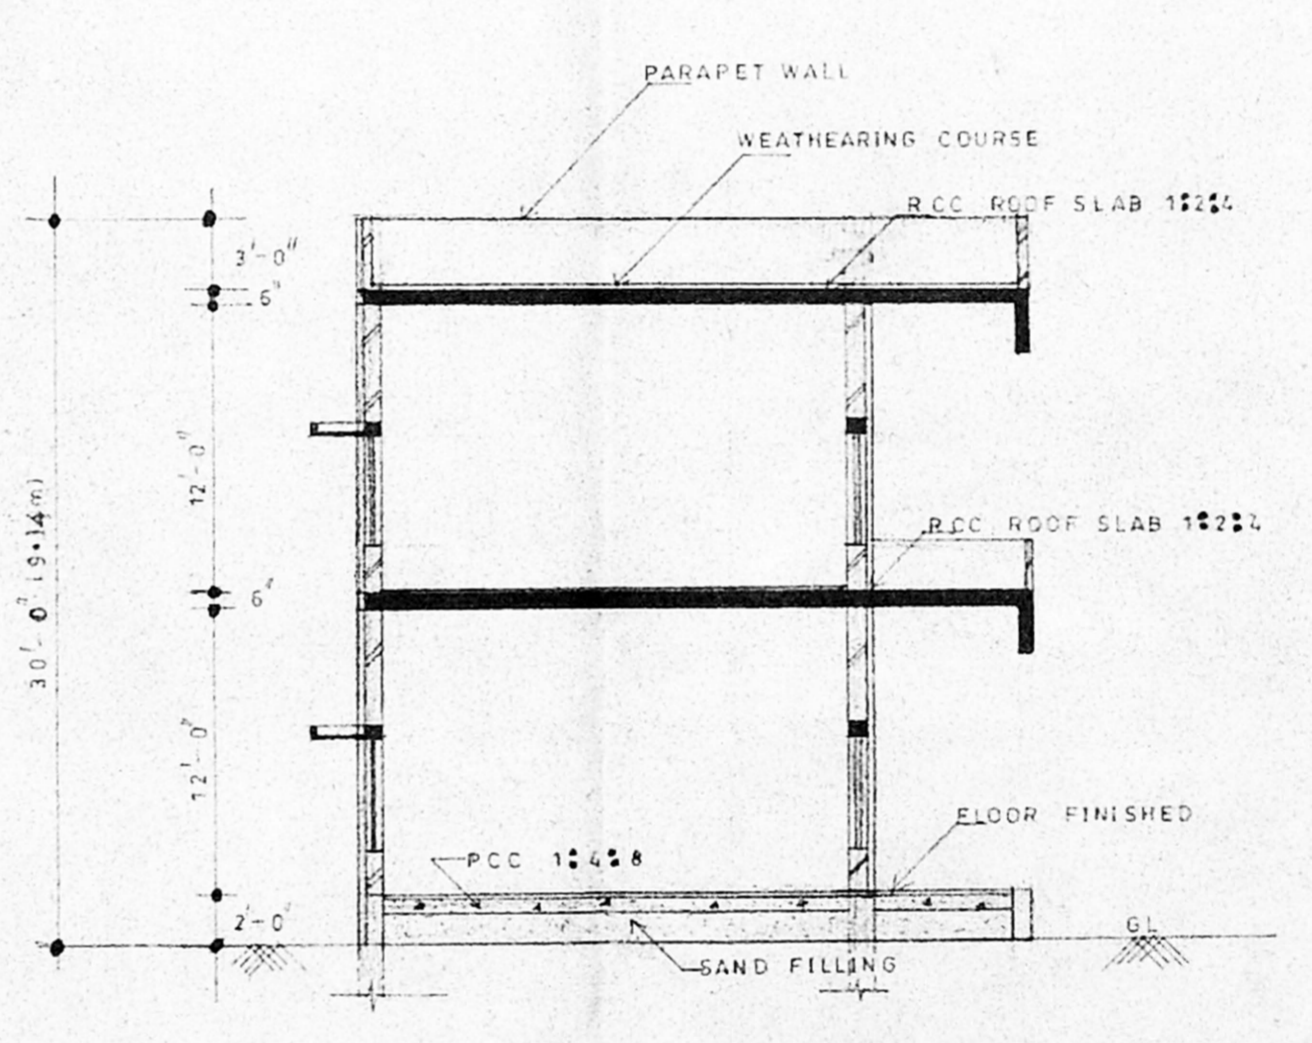 PARAPET WALL
WEATHEARING COURSE
RCC ROOF SLAB 1:2:4
3'-0"
6"
12'-0"
30'-0" (9.14m)
RCC ROOF SLAB 1:2:4
6"
12'-0"
FLOOR FINISHED
PCC 1:4:8
2'-0"
GL
SAND FILLING